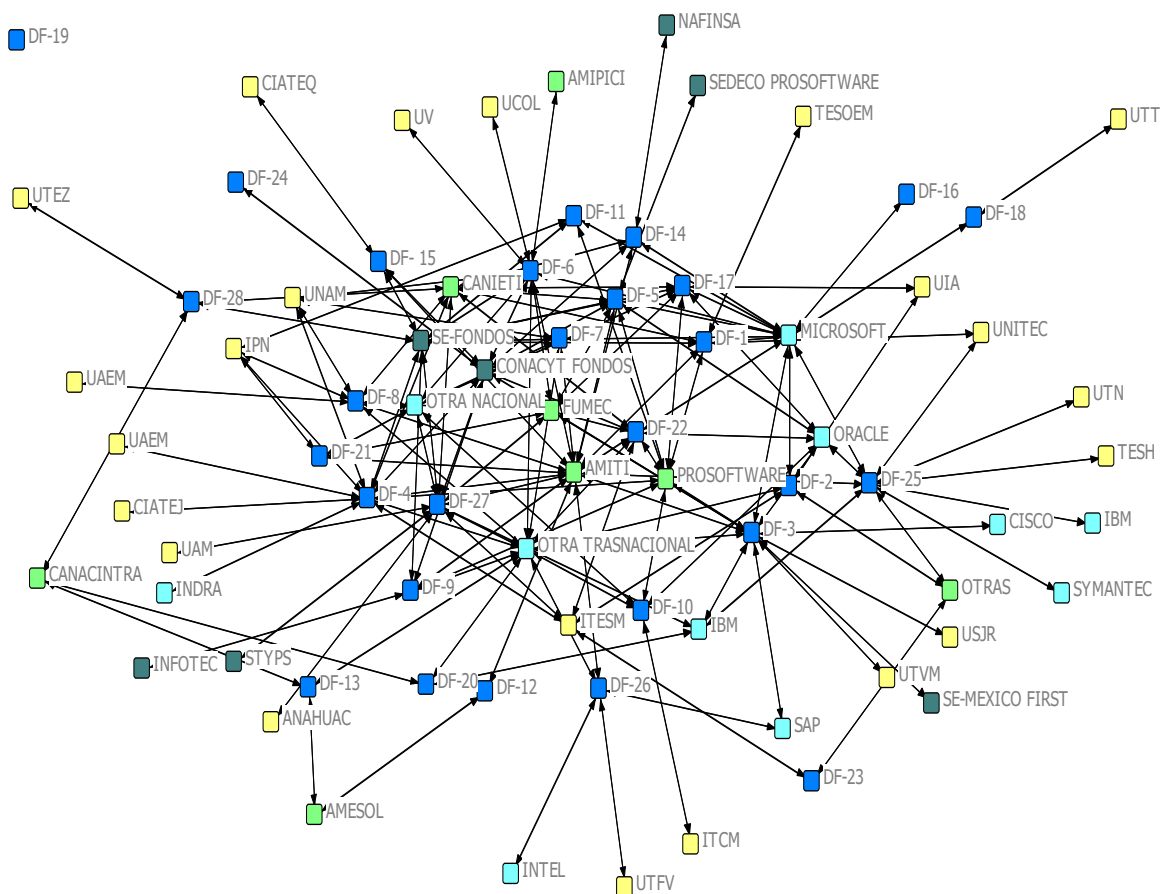 NAFINSA
DF-19
AMIPICI
SEDECO PROSOFTWARE
CIATEQ
UCOL
TESOEM
UTT
UV
DF-24
DF-16
UTEZ
DF-11
DF-18
DF-14
DF- 15
DF-6
CANIETI
DF-17
UIA
DF-28
UNAM
DF-5
MICROSOFT
UNITEC
SE-FONDOS
DF-7
DF-1
IPN
CONACYT FONDOS
UAEM
DF-8
OTRA NACIONAL
FUMEC
UTN
DF-22
ORACLE
UAEM
DF-21
TESH
AMITI
PROSOFTWARE
DF-2
DF-25
DF-4
DF-27
CIATEJ
CISCO
IBM
DF-3
UAM
OTRA TRASNACIONAL
CANACINTRA
INDRA
DF-9
OTRAS
SYMANTEC
DF-10
ITESM
IBM
USJR
INFOTEC
STYPS
UTVM
DF-13
DF-20
DF-12
DF-26
SE-MEXICO FIRST
ANAHUAC
SAP
DF-23
AMESOL
ITCM
INTEL
UTFV